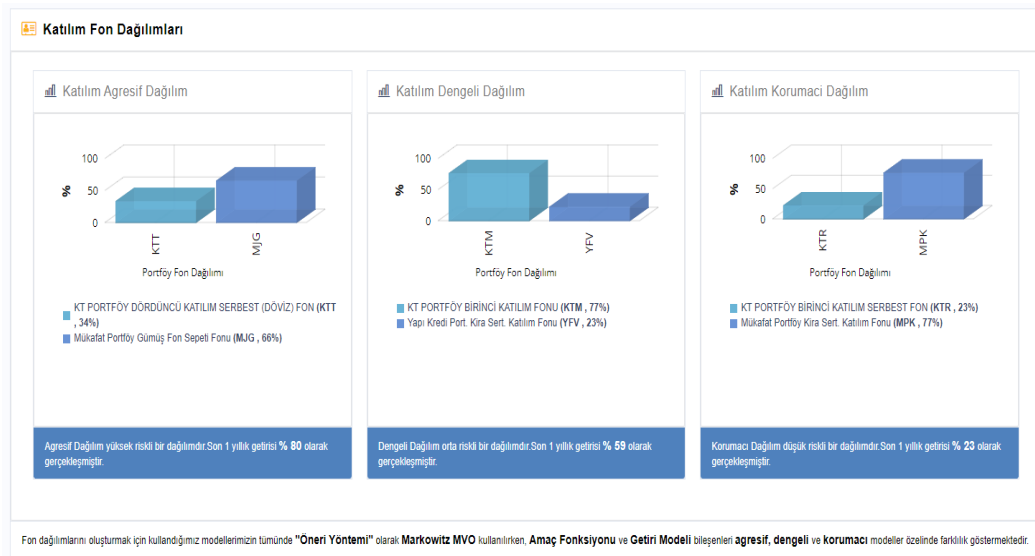 Katılım Fon Dağılımları
Katılım Agresif Dağılım
100
50
0
%
KTT
MJG
Portföy Fon Dağılımı
KT PORTFÖY DÖRDÜNCÜ KATILIM SERBEST (DÖVİZ) FON (KTT
, 34%)
Mükafat Portföy Gümüş Fon Sepeti Fonu (MJG , 66%)
Agresif Dağılım yüksek riskli bir dağılımdır.Son 1 yıllık getirisi % 80 olarak
gerçekleşmiştir.
Katılım Dengeli Dağılım
100
50
0
%
KTM
YFV
Portföy Fon Dağılımı
KT PORTFÖY BİRİNCİ KATILIM FONU (KTM , 77%)
Yapı Kredi Port. Kira Sert. Katılım Fonu (YFV , 23%)
Dengeli Dağılım orta riskli bir dağılımdır.Son 1 yıllık getirisi % 59 olarak
gerçekleşmiştir.
Katılım Korumaci Dağılım
100
50
0
%
KTR
MPK
Portföy Fon Dağılımı
KT PORTFÖY BİRİNCİ KATILIM SERBEST FON (KTR , 23%)
Mükafat Portföy Kira Sert. Katılım Fonu (MPK , 77%)
Korumacı Dağılım düşük riskli bir dağılımdır.Son 1 yıllık getirisi % 23 olarak
gerçekleşmiştir.
Fon dağılımlarını oluşturmak için kullandığımız modellerimizin tümünde "Öneri Yöntemi" olarak Markowitz MVO kullanılırken, Amaç Fonksiyonu ve Getiri Modeli bileşenleri agresif, dengeli ve korumacı modeller özelinde farklılık göstermektedir.